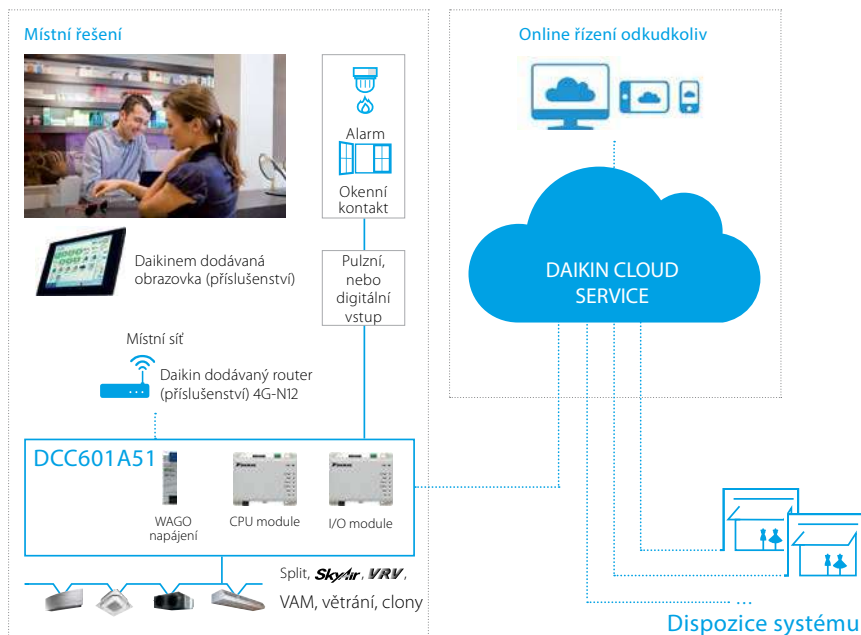 Místní řešení
Alarm
Okenní
kontakt
Daikinem dodávaná
obrazovka (příslušenství)
Pulzní,
nebo
digitální
vstup
Místní síť
Daikin dodávaný router
(příslušenství) 4G-N12
DCC601A51
DAIKIN
DAIKIN
WAGO
napájení
CPU module
I/O module
Split, SkyAir, VRV,
VAM, větrání, clony
Online řízení odkudkoliv
DAIKIN CLOUD
SERVICE
...
Dispozice systému